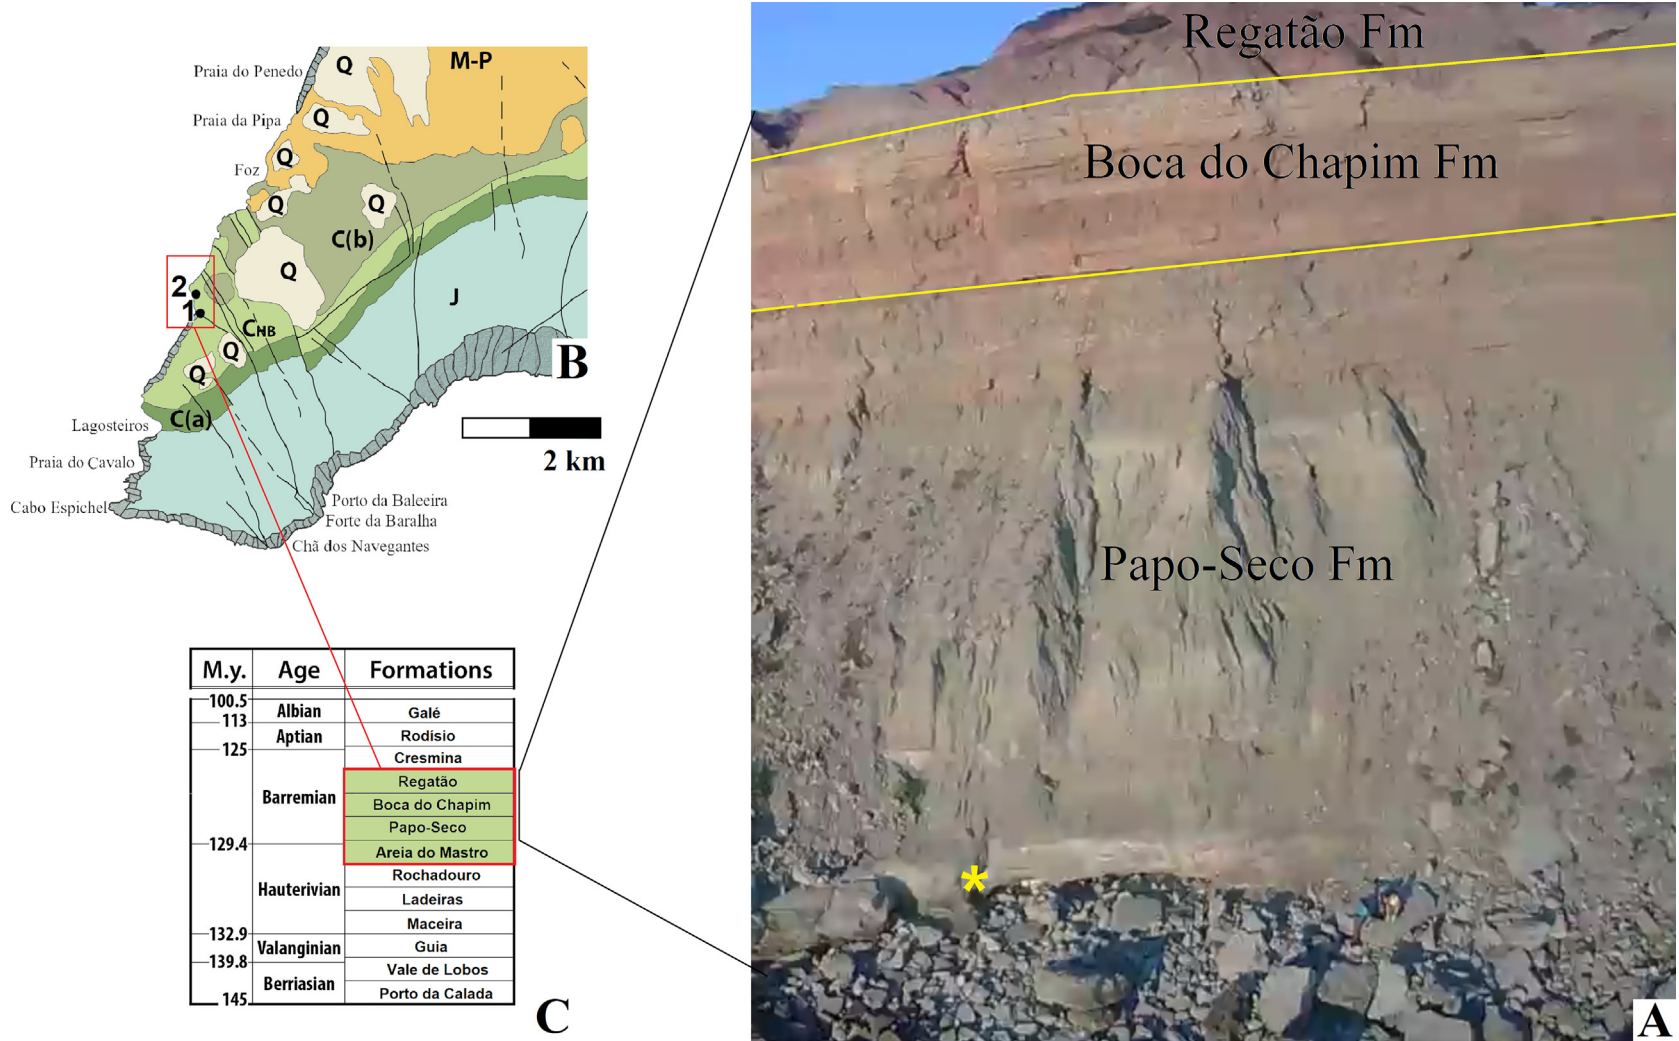 Praia do Penedo
Praia da Pipa
Foz
Q
M-P
Q
Q
Q
Q
C(b)
Q
J
2
1
CHB
Q
Q
C(a)
Lagosteiros
Praia do Cavalo
Cabo Espichel
Porto da Baleeira
Forte da Baralha
Chã dos Navegantes
B
2 km
M.y. Age Formations
100.5
Albian Galé
113
Aptian Rodísio
125
Cresmina
Barremian
Regatão
Boca do Chapim
Papo-Seco
129.4
Areia do Mastro
Hauterivian
Rochadouro
Ladeiras
Maceira
132.9
Valanginian Guia
139.8
Berriasian
Vale de Lobos
Porto da Calada
145
C
Regatão Fm
Boca do Chapim Fm
Papo-Seco Fm
*
A